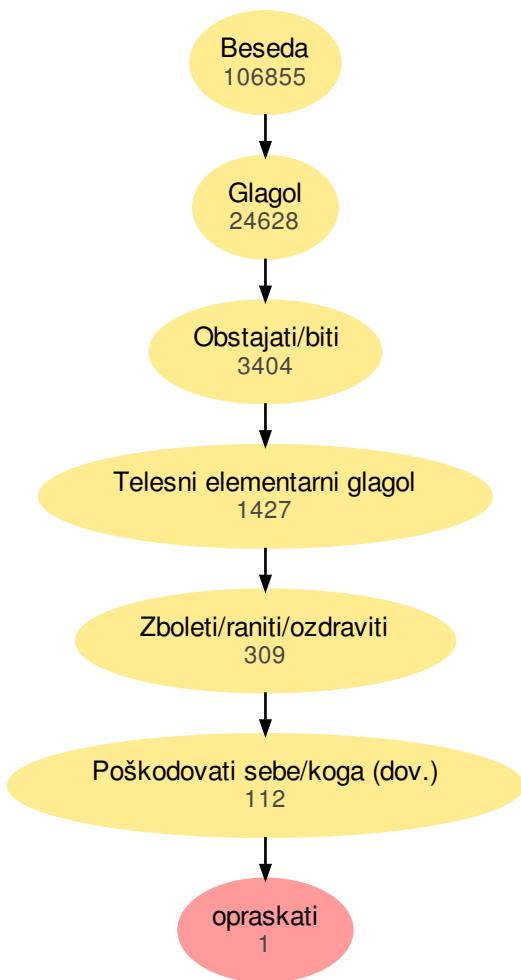 Beseda
106855
Glagol
24628
Obstajati/biti
3404
Telesni elementarni glagol
1427
Zboleti/raniti/ozdraviti
309
Poškodovati sebe/koga (dov.)
112
opraskati
1